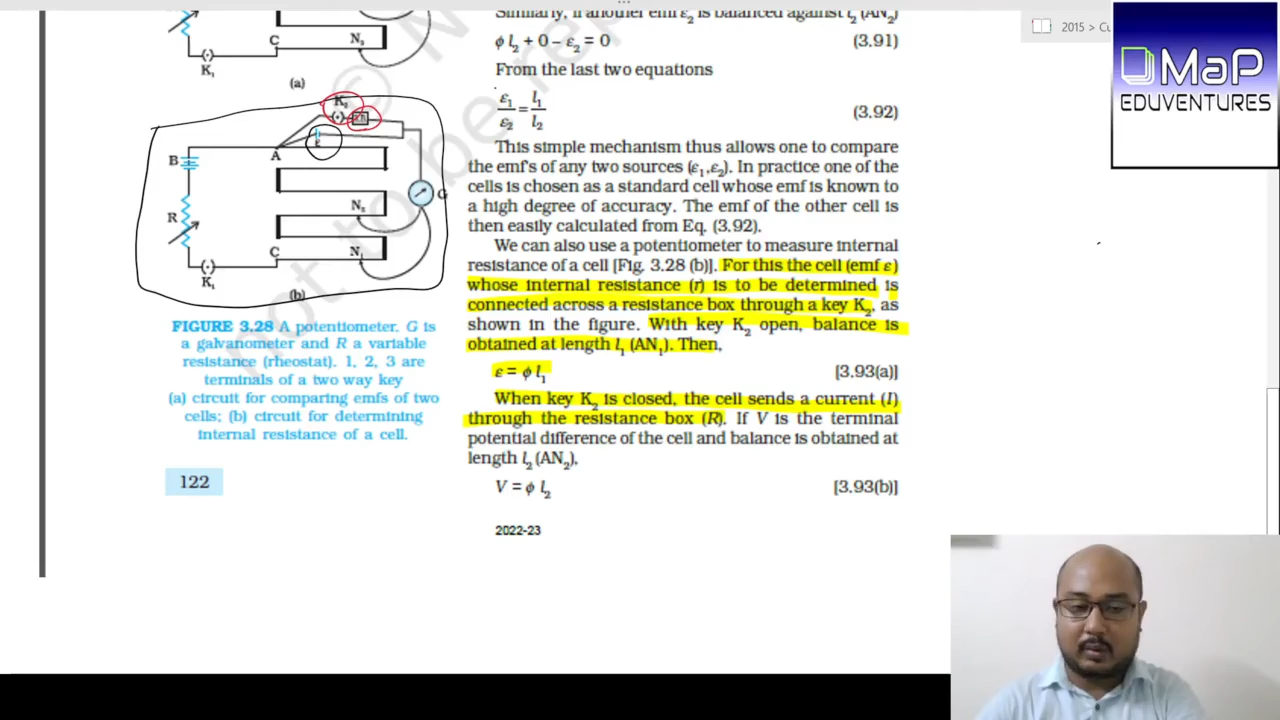 Similarly, if another emf ε₂ is balanced against l₂ (AN₂)
φ l₂ + 0 – ε₂ = 0 (3.91)
From the last two equations
ε₁/ε₂ = l₁/l₂ (3.92)
This simple mechanism thus allows one to compare
the emf's of any two sources (ε₁,ε₂). In practice one of the
cells is chosen as a standard cell whose emf is known to
a high degree of accuracy. The emf of the other cell is
then easily calculated from Eq. (3.92).
We can also use a potentiometer to measure internal
resistance of a cell [Fig. 3.28 (b)]. For this the cell (emf ε)
whose internal resistance (r) is to be determined is
connected across a resistance box through a key K₂, as
shown in the figure. With key K₂ open, balance is
obtained at length l₁ (AN₁). Then,
ε = φ l₁ [3.93(a)]
When key K₂ is closed, the cell sends a current (I)
through the resistance box (R). If V is the terminal
potential difference of the cell and balance is obtained at
length l₂ (AN₂),
V = φ l₂ [3.93(b)]
2022-23
C
N₃
K₁
(a)
K₂
ε
A
B
G
R
N₂
N₁
C
K₁
(b)
FIGURE 3.28 A potentiometer. G is
a galvanometer and R a variable
resistance (rheostat). 1, 2, 3 are
terminals of a two way key
(a) circuit for comparing emfs of two
cells; (b) circuit for determining
internal resistance of a cell.
122
© N
not to be rep
2015 > Cu
MaP
EDUVENTURES